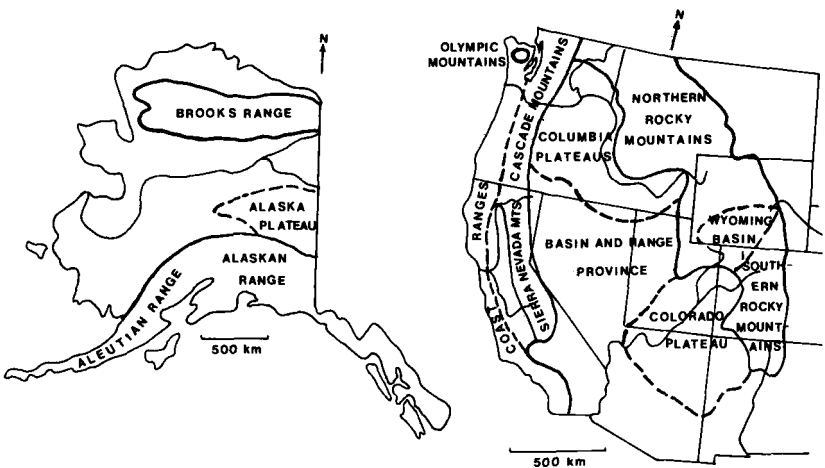 N
BROOKS RANGE
ALASKA
PLATEAU
ALASKAN
RANGE
ALEUTIAN RANGE
500 km
N
OLYMPIC
MOUNTAINS
CASCADE MOUNTAINS
NORTHERN
ROCKY
MOUNTAINS
COLUMBIA
PLATEAUS
COAST RANGES
SIERRA NEVADA MTS.
BASIN AND RANGE
PROVINCE
WYOMING
BASIN
SOUTH-
ERN
ROCKY
MOUNT-
AINS
COLORADO
PLATEAU
500 km